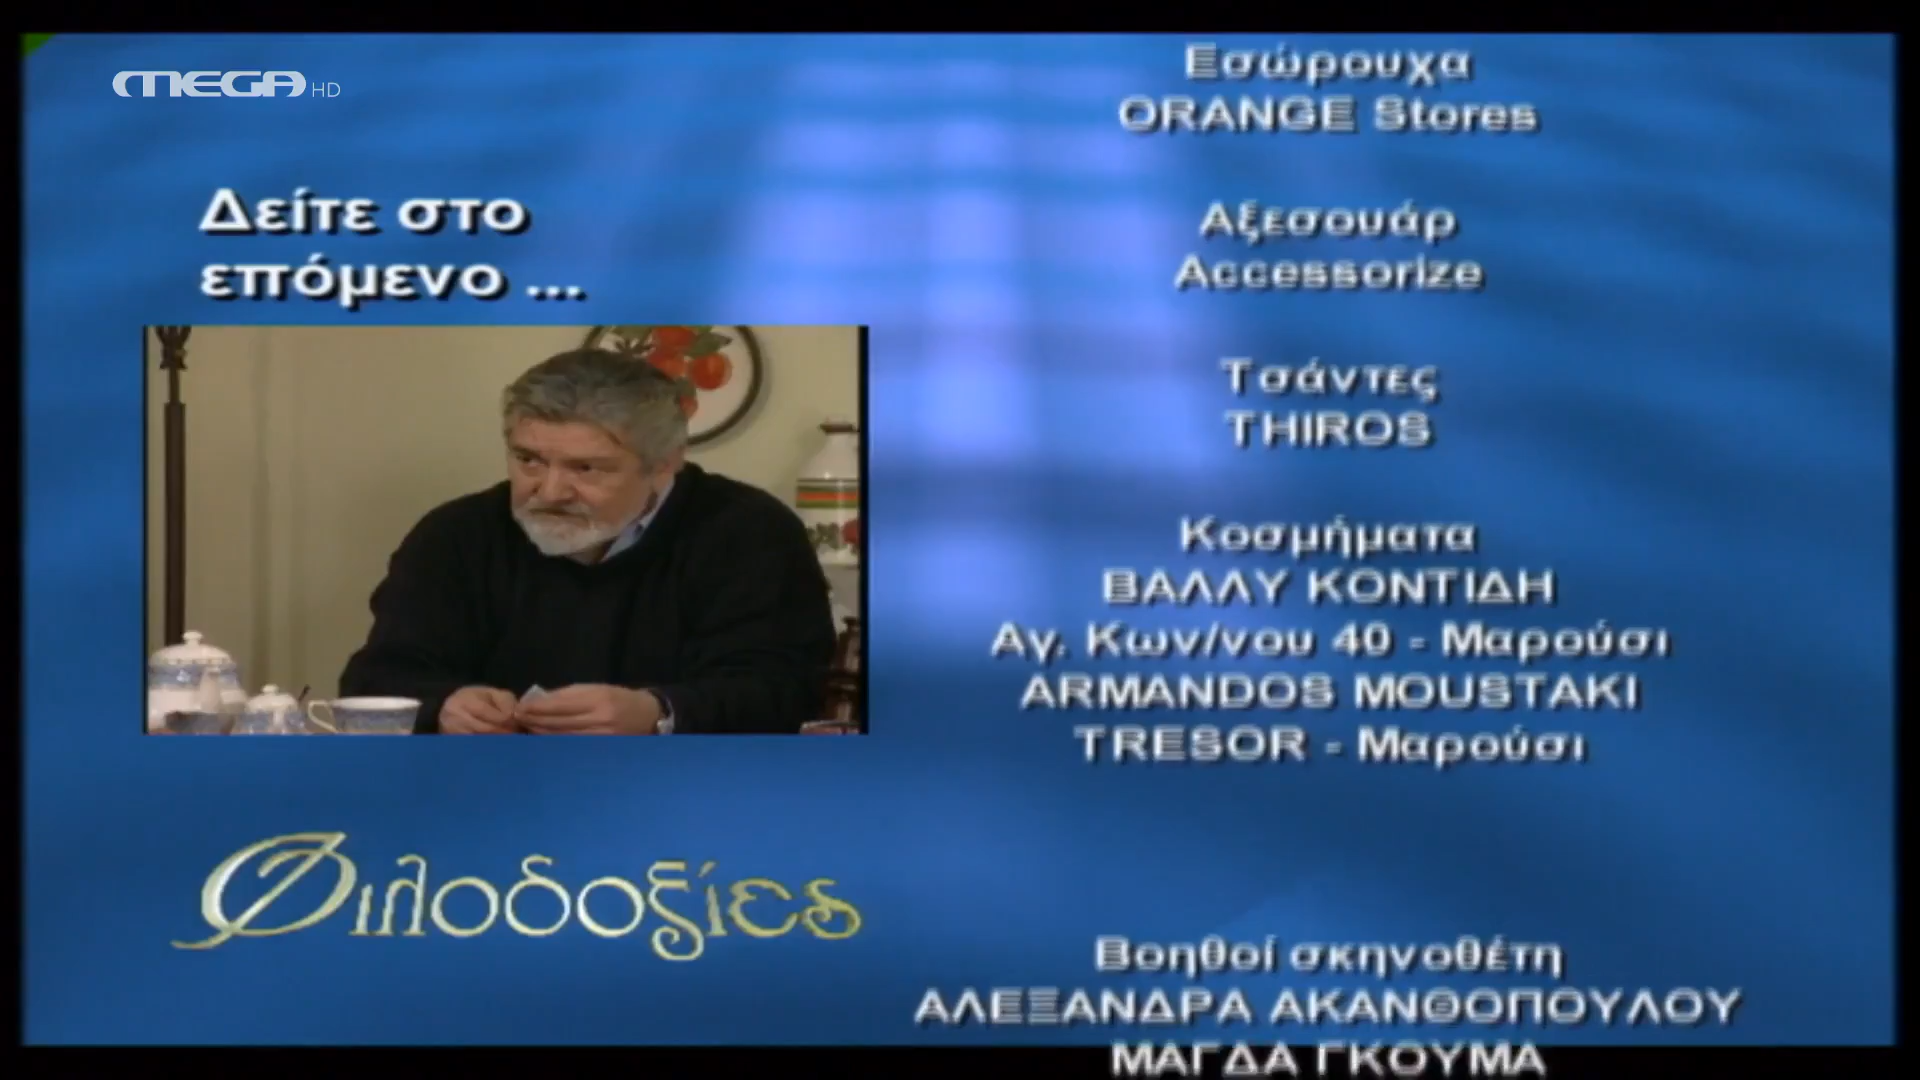 MEGA HD
Δείτε στο
επόμενο ...
Φιλοδοξίες
Εσώρουχα
ORANGE Stores
Αξεσουάρ
Accessorize
Τσάντες
THIROS
Κοσμήματα
ΒΑΛΛΥ ΚΟΝΤΙΔΗ
Αγ. Κων/νου 40 - Μαρούσι
ARMANDOS MOUSTAKI
TRESOR - Μαρούσι
Βοηθοί σκηνοθέτη
ΑΛΕΞΑΝΔΡΑ ΑΚΑΝΘΟΠΟΥΛΟΥ
ΜΑΓΔΑ ΓΚΟΥΜΑ